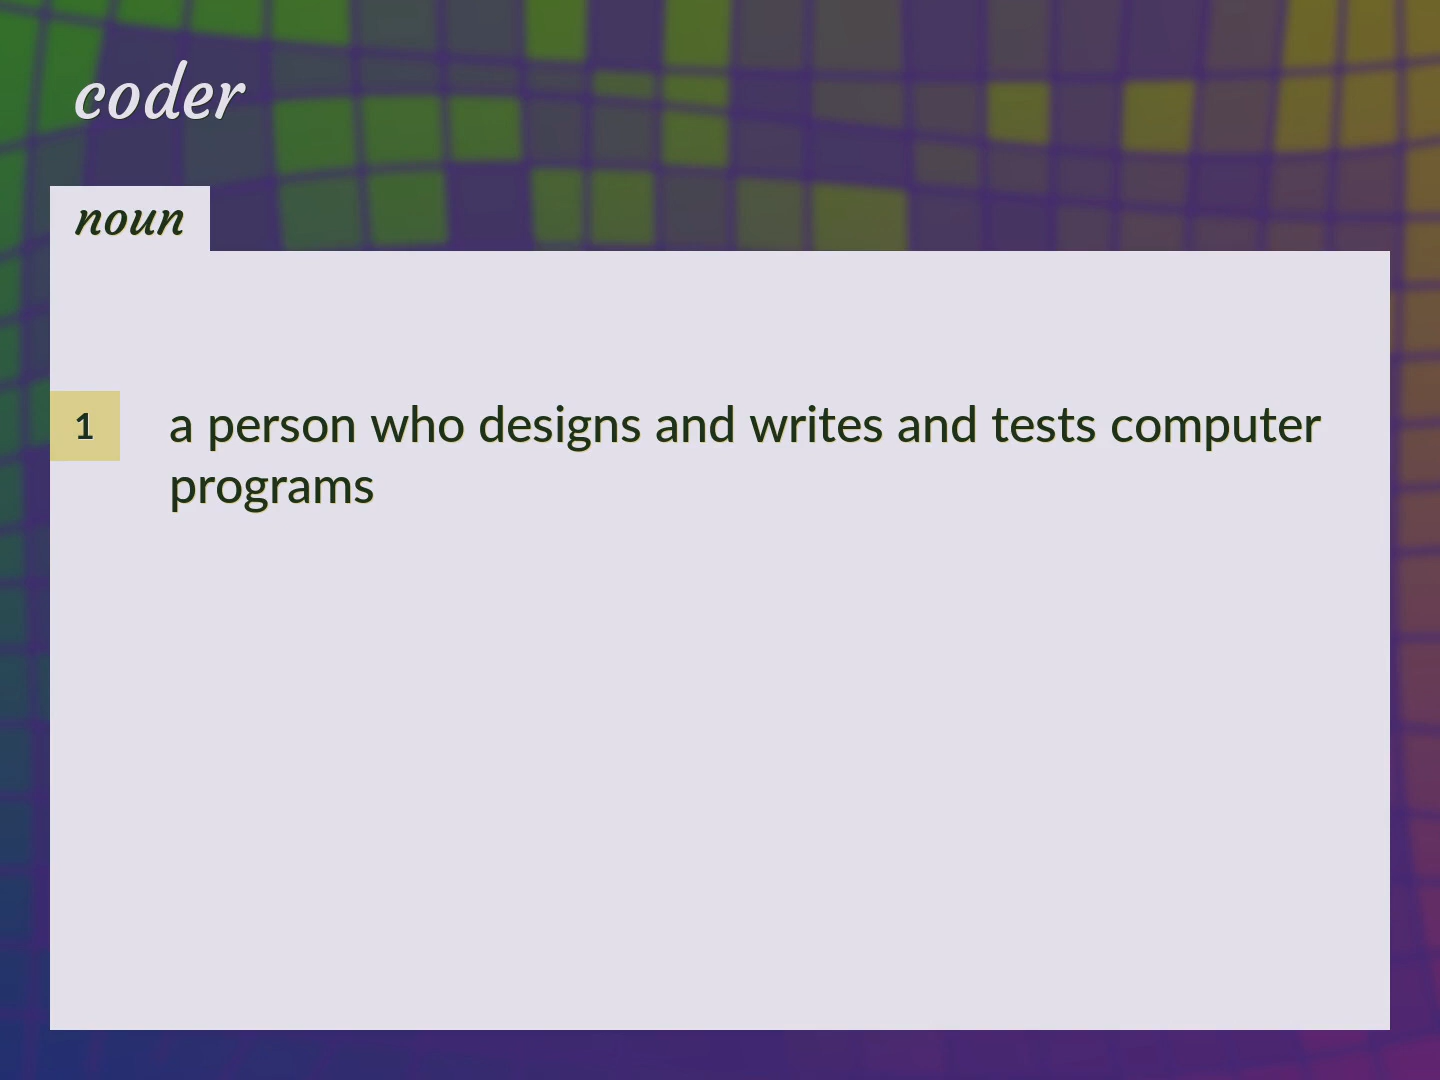 coder
noun
1
a person who designs and writes and tests computer
programs